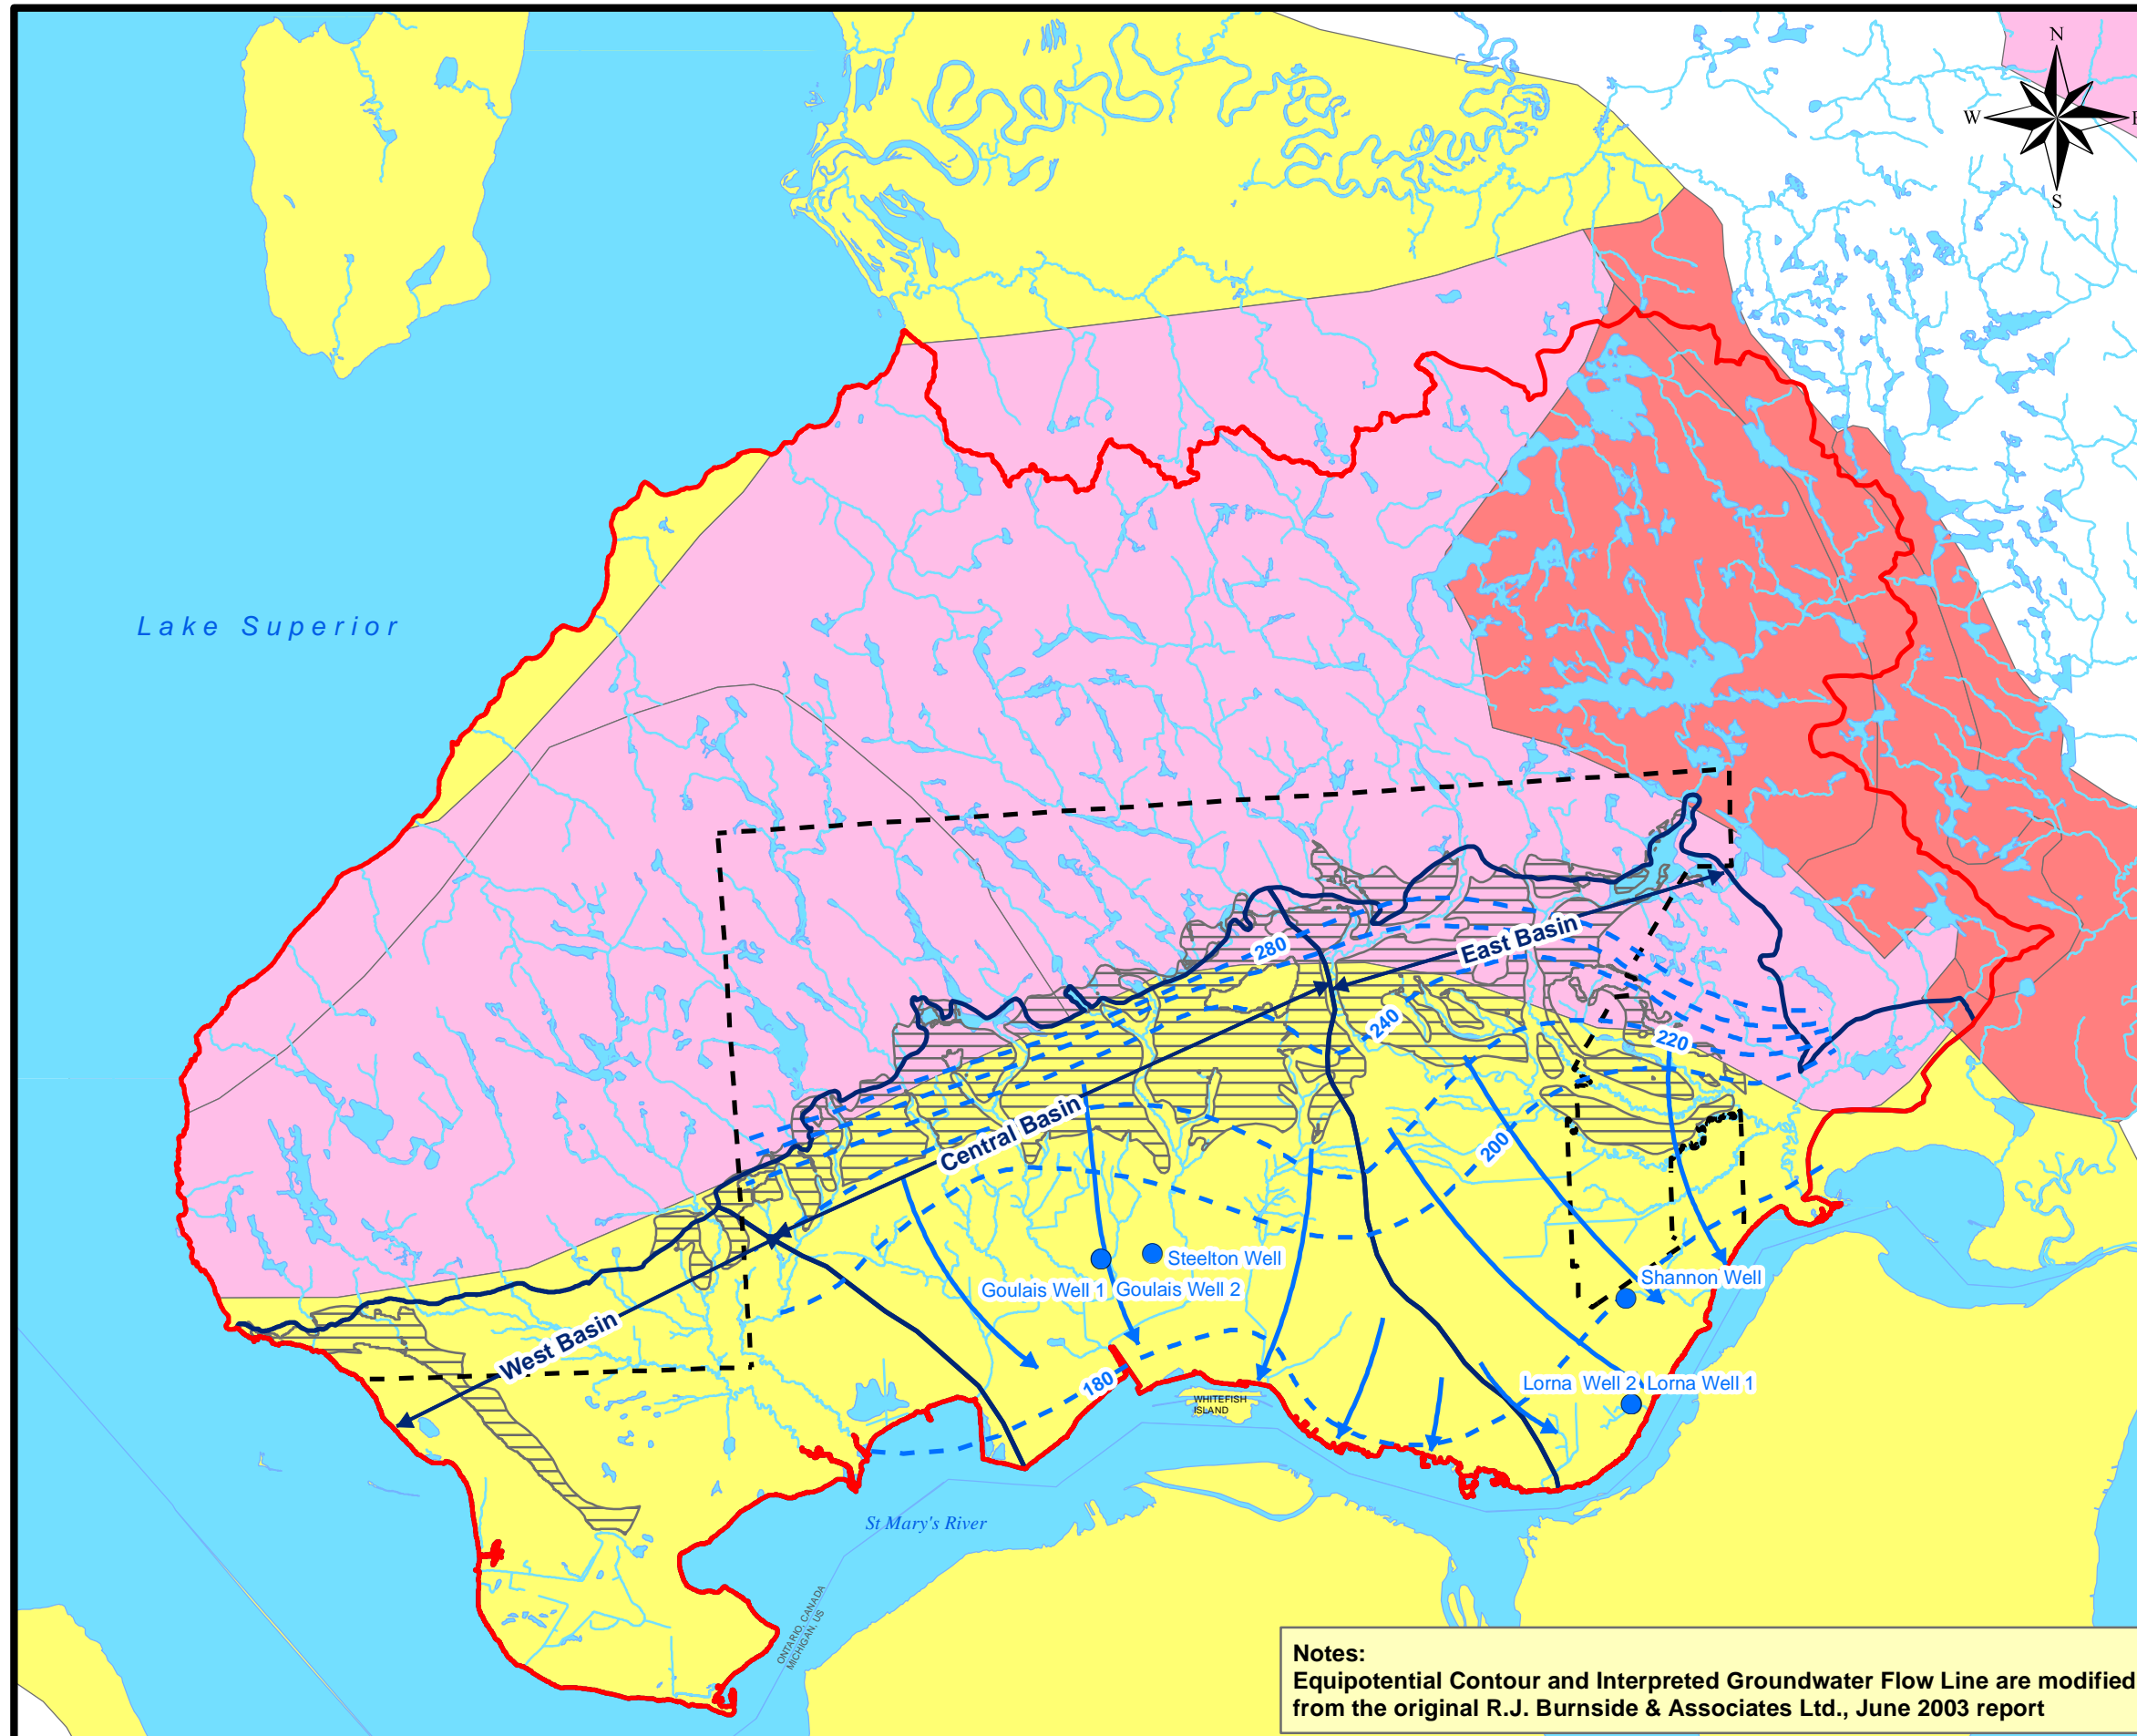 N
W
E
S
Lake Superior
280
East Basin
240
220
Central Basin
200
Steelton Well
Goulais Well 1
Goulais Well 2
Shannon Well
West Basin
180
Lorna Well 2
Lorna Well 1
WHITEFISH
ISLAND
St Mary's River
ONTARIO, CANADA
MICHIGAN, US
Notes:
Equipotential Contour and Interpreted Groundwater Flow Line are modified
from the original R.J. Burnside & Associates Ltd., June 2003 report